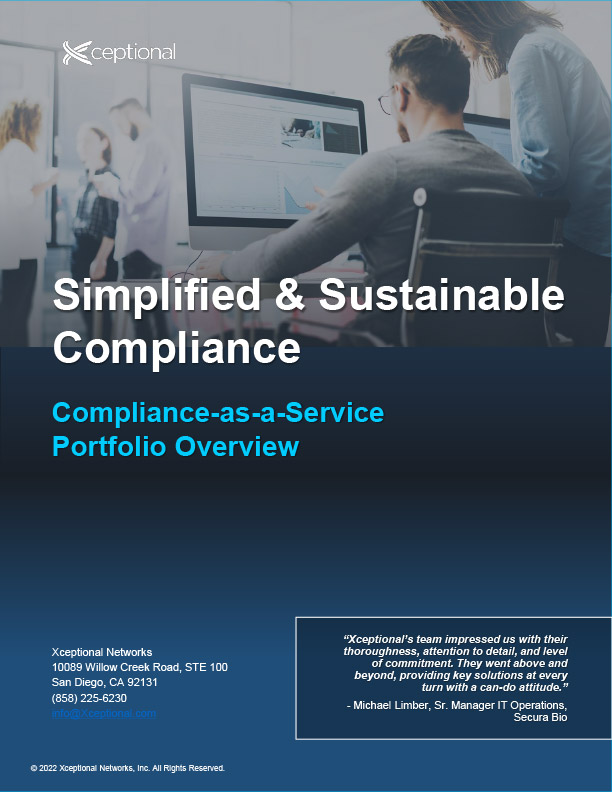 Xceptional
Simplified & Sustainable
Compliance
Compliance-as-a-Service
Portfolio Overview
Xceptional Networks
10089 Willow Creek Road, STE 100
San Diego, CA 92131
(858) 225-6230
info@Xceptional.com
“Xceptional’s team impressed us with their
thoroughness, attention to detail, and level
of commitment. They went above and
beyond, providing key solutions at every
turn with a can-do attitude.”
- Michael Limber, Sr. Manager IT Operations,
Secura Bio
© 2022 Xceptional Networks, Inc. All Rights Reserved.